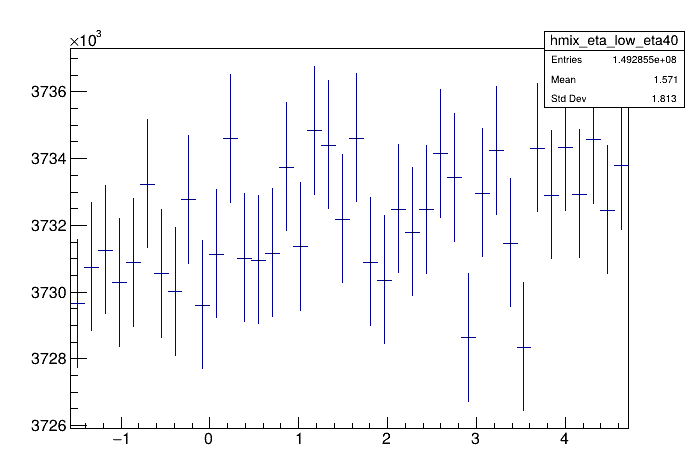 ×10³
hmix_eta_low_eta40
Entries 1.492855e+08
Mean 1.571
Std Dev 1.813
3736
3734
3732
3730
3728
3726
−1 0 1 2 3 4